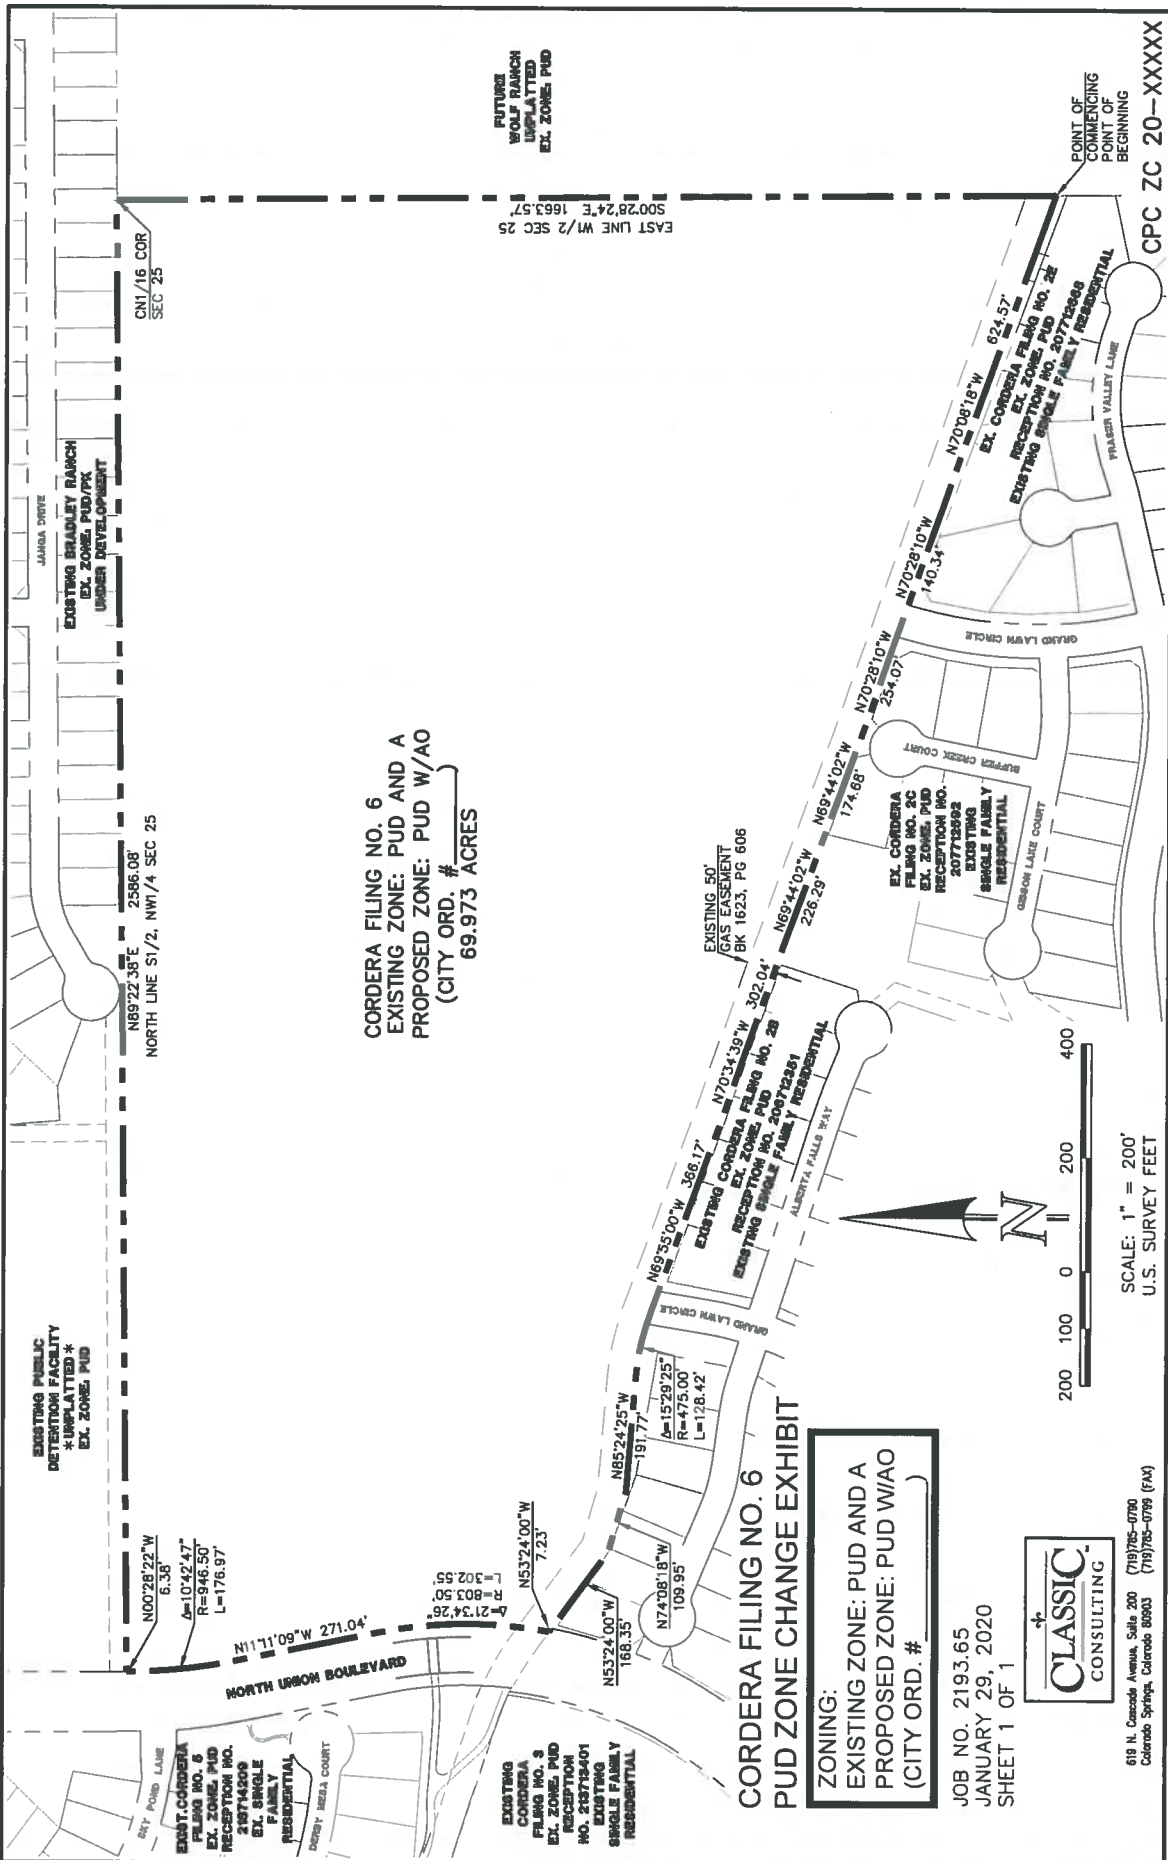 EXISTING PUBLIC
DETENTION FACILITY
*UNPLATTED*
EX. ZONE: PUD
JANGA DRIVE
EXISTING BRADLEY RANCH
EX. ZONE: PUD/PK
UNDER DEVELOPMENT
N89°22'38"E 2586.08'
NORTH LINE S1/2, NW1/4 SEC 25
CN1/16 COR
SEC 25
FUTURE
WOLF RANCH
UNPLATTED
EX. ZONE: PUD
EAST LINE W1/2 SEC 25
S00°28'24"E 1663.57'
POINT OF
COMMENCING
POINT OF
BEGINNING
CPC ZC 20-XXXXX
N00°28'22"W
6.38'
Δ=10°42'47"
R=946.50'
L=176.97'
N11°11'09"W 271.04'
NORTH UNION BOULEVARD
Δ=21°34'26"
R=803.50'
L=302.55'
SKY POND LANE
EXIST. CORDERA
FILING NO. 5
EX. ZONE: PUD
RECEPTION NO.
213714209
EX. SINGLE
FAMILY
RESIDENTIAL
DERBY MESA COURT
EXISTING
CORDERA
FILING NO. 3
EX. ZONE: PUD
RECEPTION
NO. 213713401
EXISTING
SINGLE FAMILY
RESIDENTIAL
CORDERA FILING NO. 6
EXISTING ZONE: PUD AND A
PROPOSED ZONE: PUD W/AO
(CITY ORD. #________)
69.973 ACRES
N53°24'00"W
7.23'
N53°24'00"W
168.35'
N74°08'18"W
109.95'
N85°24'25"W
191.77'
Δ=15°29'25"
R=475.00'
L=128.42'
GRAND LAWN CIRCLE
N69°55'00"W 366.17'
N70°34'39"W 302.04'
EXISTING CORDERA FILING NO. 2B
EX. ZONE: PUD
RECEPTION NO. 206712351
EXISTING SINGLE FAMILY RESIDENTIAL
ALBERTA FALLS WAY
EXISTING 50'
GAS EASEMENT
BK 1623, PG 606
N69°44'02"W
226.29'
N69°44'02"W
174.68'
N70°28'10"W
254.07'
N70°28'10"W
140.34'
N70°08'18"W 624.57'
EX. CORDERA
FILING NO. 2C
EX. ZONE: PUD
RECEPTION NO.
207712592
EXISTING
SINGLE FAMILY
RESIDENTIAL
BUFFER CREEK COURT
GIBSON LAKE COURT
GRAND LAWN CIRCLE
EX. CORDERA FILING NO. 2E
EX. ZONE: PUD
RECEPTION NO. 207712668
EXISTING SINGLE FAMILY RESIDENTIAL
FRASER VALLEY LANE
CORDERA FILING NO. 6
PUD ZONE CHANGE EXHIBIT
ZONING:
EXISTING ZONE: PUD AND A
PROPOSED ZONE: PUD W/AO
(CITY ORD. #________)
JOB NO. 2193.65
JANUARY 29, 2020
SHEET 1 OF 1
N
200 100 0 200 400
SCALE: 1" = 200'
U.S. SURVEY FEET
CLASSIC
CONSULTING
619 N. Cascade Avenue, Suite 200 (719)785-0790
Colorado Springs, Colorado 80903 (719)785-0799 (FAX)